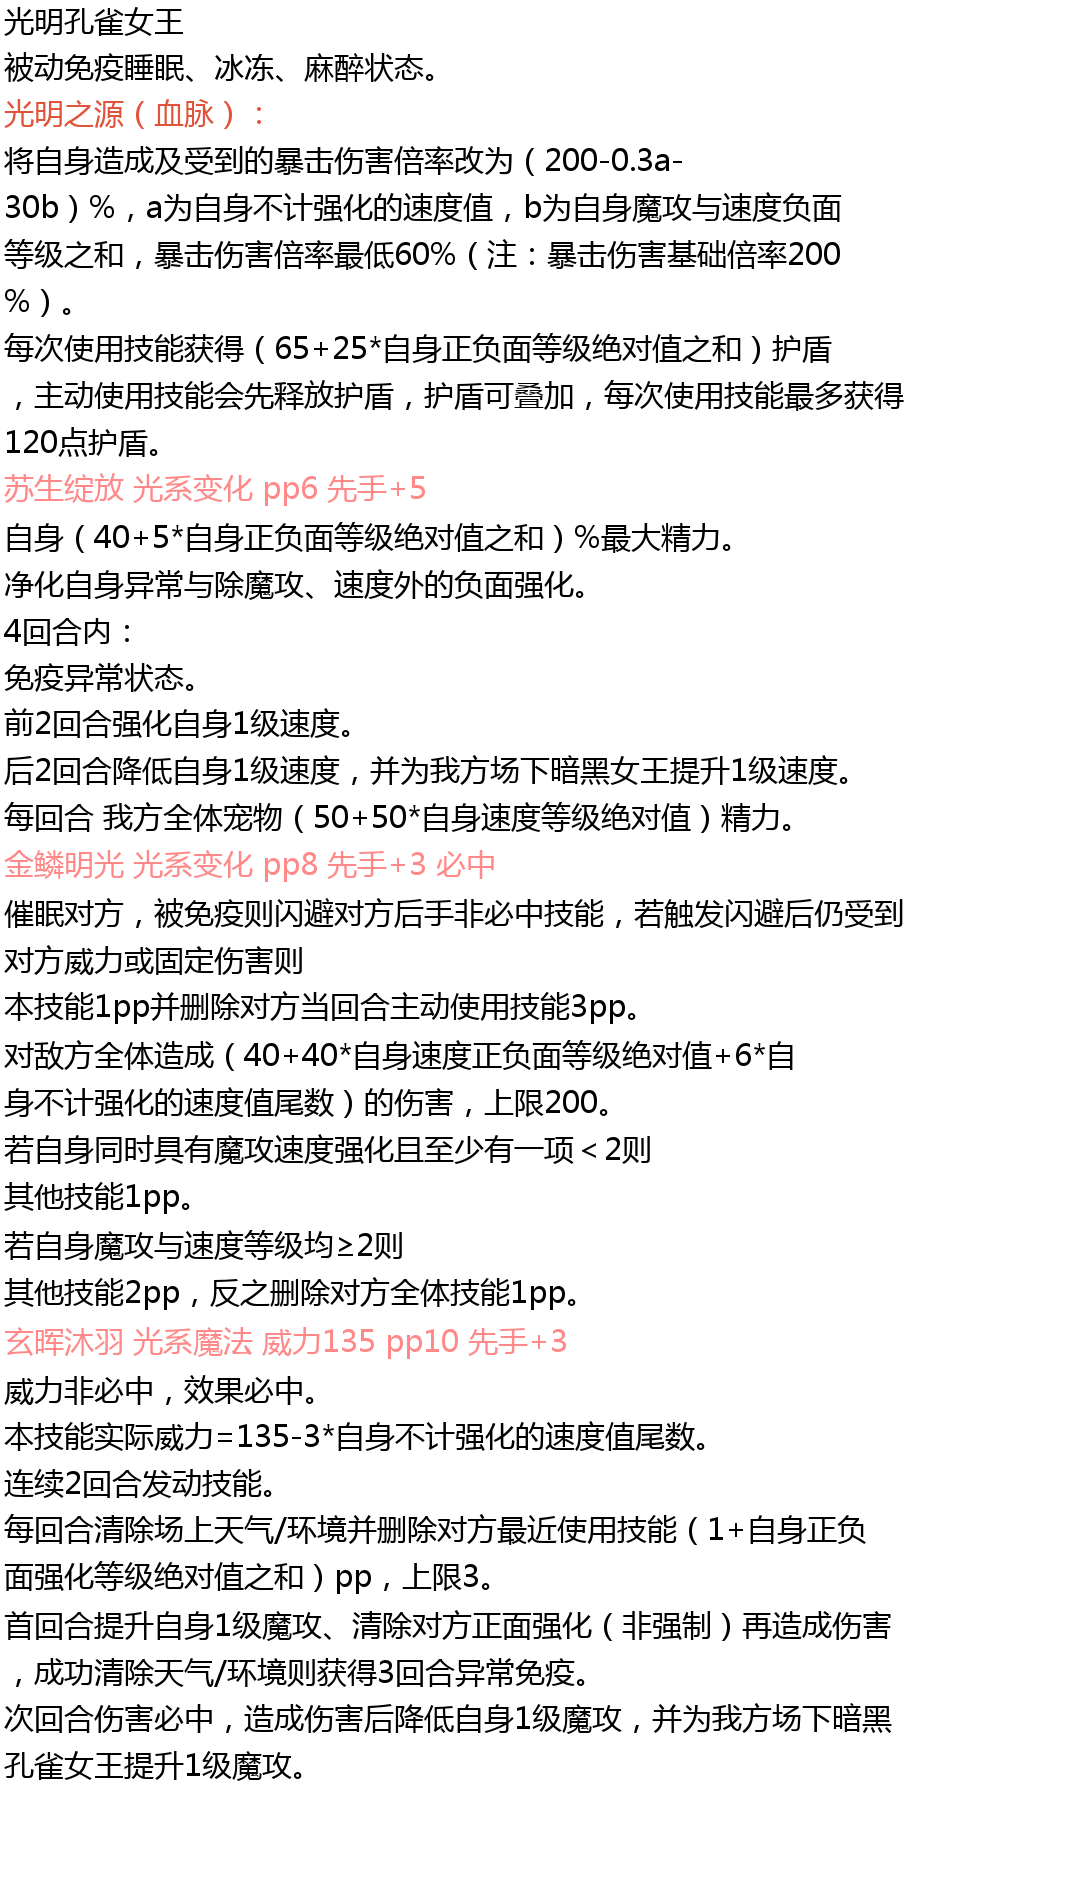 光明孔雀女王
被动免疫睡眠、冰冻、麻醉状态。
光明之源（血脉）：
将自身造成及受到的暴击伤害倍率改为（200-0.3a-
30b）%，a为自身不计强化的速度值，b为自身魔攻与速度负面
等级之和，暴击伤害倍率最低60%（注：暴击伤害基础倍率200
%）。
每次使用技能获得（65+25*自身正负面等级绝对值之和）护盾
，主动使用技能会先释放护盾，护盾可叠加，每次使用技能最多获得
120点护盾。
苏生绽放 光系变化 pp6 先手+5
自身（40+5*自身正负面等级绝对值之和）%最大精力。
净化自身异常与除魔攻、速度外的负面强化。
4回合内：
免疫异常状态。
前2回合强化自身1级速度。
后2回合降低自身1级速度，并为我方场下暗黑女王提升1级速度。
每回合 我方全体宠物（50+50*自身速度等级绝对值）精力。
金鳞明光 光系变化 pp8 先手+3 必中
催眠对方，被免疫则闪避对方后手非必中技能，若触发闪避后仍受到
对方威力或固定伤害则
本技能1pp并删除对方当回合主动使用技能3pp。
对敌方全体造成（40+40*自身速度正负面等级绝对值+6*自
身不计强化的速度值尾数）的伤害，上限200。
若自身同时具有魔攻速度强化且至少有一项＜2则
其他技能1pp。
若自身魔攻与速度等级均≥2则
其他技能2pp，反之删除对方全体技能1pp。
玄晖沐羽 光系魔法 威力135 pp10 先手+3
威力非必中，效果必中。
本技能实际威力=135-3*自身不计强化的速度值尾数。
连续2回合发动技能。
每回合清除场上天气/环境并删除对方最近使用技能（1+自身正负
面强化等级绝对值之和）pp，上限3。
首回合提升自身1级魔攻、清除对方正面强化（非强制）再造成伤害
，成功清除天气/环境则获得3回合异常免疫。
次回合伤害必中，造成伤害后降低自身1级魔攻，并为我方场下暗黑
孔雀女王提升1级魔攻。